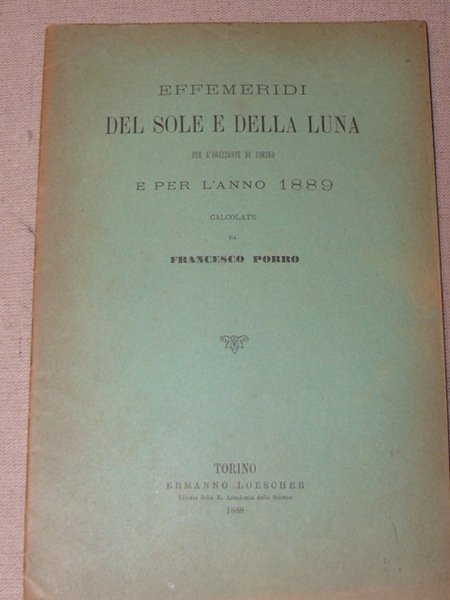 EFFEMERIDI
DEL SOLE E DELLA LUNA
PER L'ORIZZONTE DI TORINO
E PER L'ANNO 1889
CALCOLATE
DA
FRANCESCO PORRO
TORINO
ERMANNO LOESCHER
Libraio della R. Accademia delle Scienze
1888